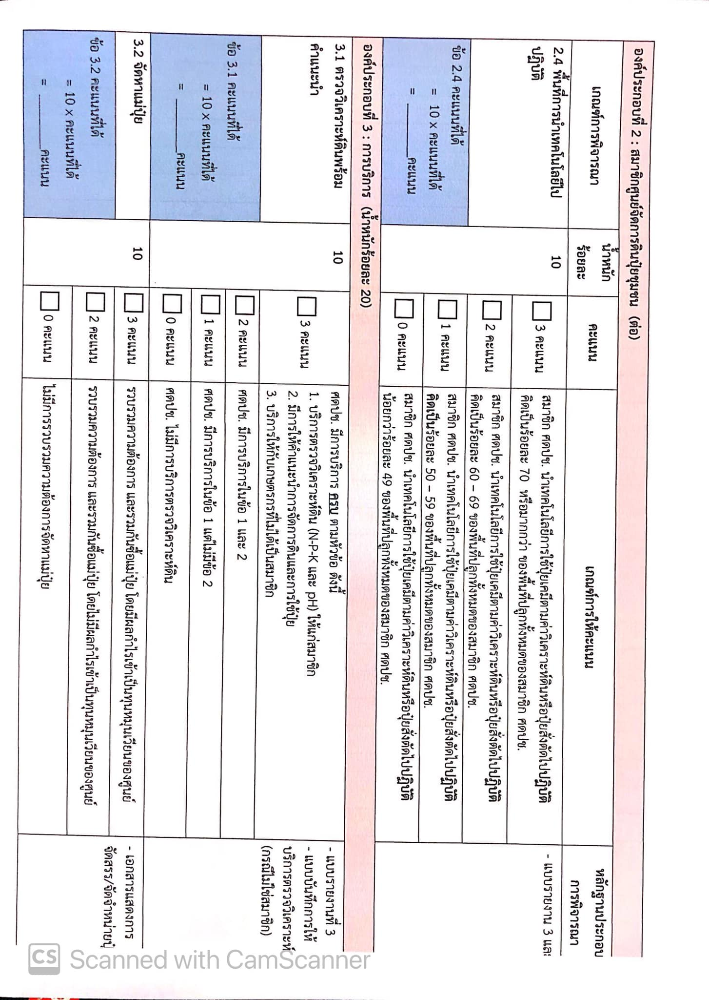 องค์ประกอบที่ 2 : สมาชิกศูนย์จัดการดินปุ๋ยชุมชน (ต่อ)
เกณฑ์การพิจารณา
น้ำหนัก
ร้อยละ
คะแนน
เกณฑ์การให้คะแนน
หลักฐานประกอบ
การพิจารณา
2.4 พื้นที่การนำเทคโนโลยีไป
ปฏิบัติ
10
3 คะแนน
สมาชิก ศดปช. นำเทคโนโลยีการใช้ปุ๋ยเคมีตามค่าวิเคราะห์ดินหรือปุ๋ยสั่งตัดไปปฏิบัติ
คิดเป็นร้อยละ 70 หรือมากกว่า ของพื้นที่ปลูกทั้งหมดของสมาชิก ศดปช.
- แบบรายงาน 3 และ
2 คะแนน
สมาชิก ศดปช. นำเทคโนโลยีการใช้ปุ๋ยเคมีตามค่าวิเคราะห์ดินหรือปุ๋ยสั่งตัดไปปฏิบัติ
คิดเป็นร้อยละ 60 – 69 ของพื้นที่ปลูกทั้งหมดของสมาชิก ศดปช.
ข้อ 2.4 คะแนนที่ได้
= 10 x คะแนนที่ได้
= ________คะแนน
1 คะแนน
สมาชิก ศดปช. นำเทคโนโลยีการใช้ปุ๋ยเคมีตามค่าวิเคราะห์ดินหรือปุ๋ยสั่งตัดไปปฏิบัติ
คิดเป็นร้อยละ 50 – 59 ของพื้นที่ปลูกทั้งหมดของสมาชิก ศดปช.
0 คะแนน
สมาชิก ศดปช. นำเทคโนโลยีการใช้ปุ๋ยเคมีตามค่าวิเคราะห์ดินหรือปุ๋ยสั่งตัดไปปฏิบัติ
น้อยกว่าร้อยละ 49 ของพื้นที่ปลูกทั้งหมดของสมาชิก ศดปช.
องค์ประกอบที่ 3 : การบริการ (น้ำหนักร้อยละ 20)
3.1 ตรวจวิเคราะห์ดินพร้อม
คำแนะนำ
10
3 คะแนน
ศดปช. มีการบริการ ครบ ตามหัวข้อ ดังนี้
1. บริการตรวจวิเคราะห์ดิน (N-P-K และ pH) ให้แก่สมาชิก
2. มีการให้คำแนะนำการจัดการดินและการใช้ปุ๋ย
3. บริการให้กับเกษตรกรที่ไม่ได้เป็นสมาชิก
- แบบรายงานที่ 3
- แบบบันทึกการให้
บริการตรวจวิเคราะห์
(กรณีไม่ใช่สมาชิก)
ข้อ 3.1 คะแนนที่ได้
= 10 x คะแนนที่ได้
= ________คะแนน
2 คะแนน
ศดปช. มีการบริการในข้อ 1 และ 2
1 คะแนน
ศดปช. มีการบริการในข้อ 1 แต่ไม่มีข้อ 2
0 คะแนน
ศดปช. ไม่มีการบริการตรวจวิเคราะห์ดิน
3.2 จัดหาแม่ปุ๋ย
10
3 คะแนน
รวบรวมความต้องการ และรวมกันซื้อแม่ปุ๋ย โดยมีผลกำไรเข้าเป็นทุนหมุนเวียนของศูนย์
- เอกสารแสดงการ
จัดสรร/จัดจำหน่ายปุ๋
ข้อ 3.2 คะแนนที่ได้
= 10 x คะแนนที่ได้
= ________คะแนน
2 คะแนน
รวบรวมความต้องการ และรวมกันซื้อแม่ปุ๋ย โดยไม่มีผลกำไรเข้าเป็นทุนหมุนเวียนของศูนย์
0 คะแนน
ไม่มีการรวบรวมความต้องการจัดหาแม่ปุ๋ย
CS Scanned with CamScanner